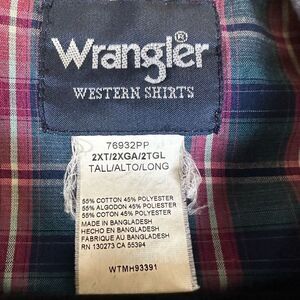 Wrangler®
WESTERN SHIRTS
76932PP
2XT/2XGA/2TGL
TALL/ALTO/LONG
55% COTTON 45% POLYESTER
55% ALGODON 45% POLIESTER
55% COTON 45% POLYESTER
MADE IN BANGLADESH
HECHO EN BANGLADESH
FABRIQUE AU BANGLADESH
RN 130273 CA 55394
WTMH93391